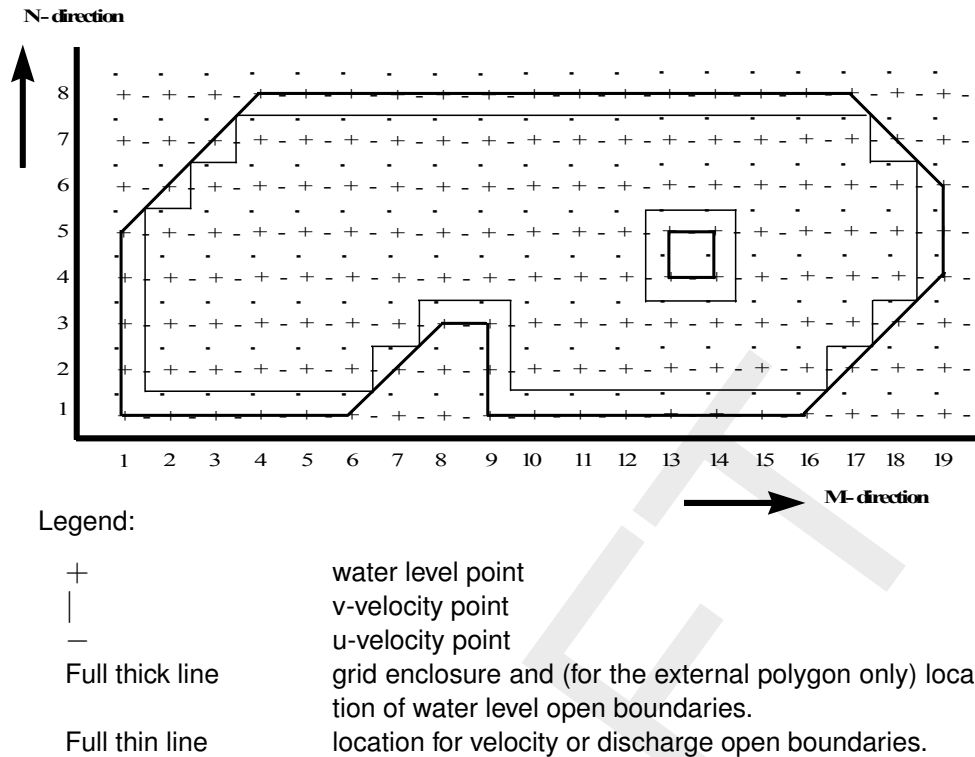 N-direction
8
7
6
5
4
3
2
1
1 2 3 4 5 6 7 8 9 10 11 12 13 14 15 16 17 18 19
M-direction
Legend:
+ water level point
| v-velocity point
− u-velocity point
Full thick line grid enclosure and (for the external polygon only) loca-
tion of water level open boundaries.
Full thin line location for velocity or discharge open boundaries.